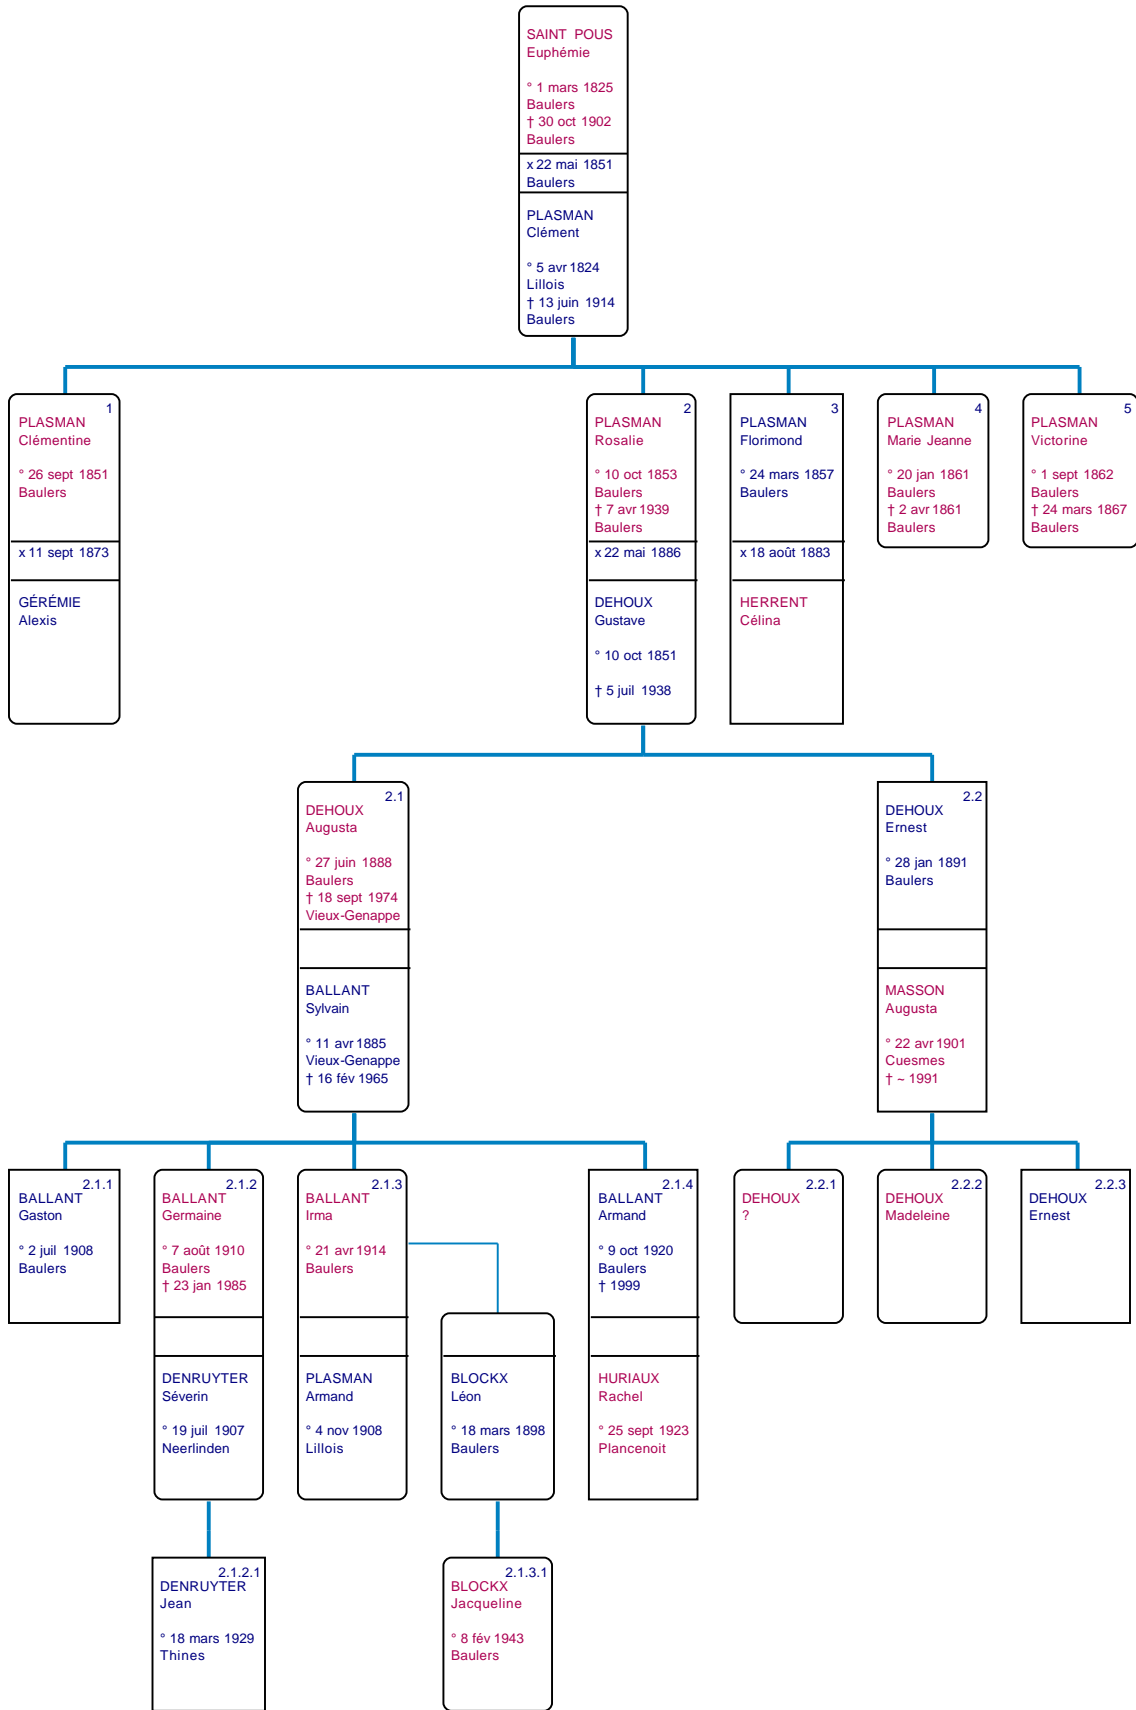 SAINT POUS
Euphémie
° 1 mars 1825
Baulers
† 30 oct 1902
Baulers
x 22 mai 1851
Baulers
PLASMAN
Clément
° 5 avr 1824
Lillois
† 13 juin 1914
Baulers
1
PLASMAN
Clémentine
° 26 sept 1851
Baulers
x 11 sept 1873
GÉRÉMIE
Alexis
2
PLASMAN
Rosalie
° 10 oct 1853
Baulers
† 7 avr 1939
Baulers
x 22 mai 1886
DEHOUX
Gustave
° 10 oct 1851
† 5 juil 1938
3
PLASMAN
Florimond
° 24 mars 1857
Baulers
x 18 août 1883
HERRENT
Célina
4
PLASMAN
Marie Jeanne
° 20 jan 1861
Baulers
† 2 avr 1861
Baulers
5
PLASMAN
Victorine
° 1 sept 1862
Baulers
† 24 mars 1867
Baulers
2.1
DEHOUX
Augusta
° 27 juin 1888
Baulers
† 18 sept 1974
Vieux-Genappe
BALLANT
Sylvain
° 11 avr 1885
Vieux-Genappe
† 16 fév 1965
2.2
DEHOUX
Ernest
° 28 jan 1891
Baulers
MASSON
Augusta
° 22 avr 1901
Cuesmes
† ~ 1991
2.1.1
BALLANT
Gaston
° 2 juil 1908
Baulers
2.1.2
BALLANT
Germaine
° 7 août 1910
Baulers
† 23 jan 1985
DENRUYTER
Séverin
° 19 juil 1907
Neerlinden
2.1.3
BALLANT
Irma
° 21 avr 1914
Baulers
PLASMAN
Armand
° 4 nov 1908
Lillois
BLOCKX
Léon
° 18 mars 1898
Baulers
2.1.4
BALLANT
Armand
° 9 oct 1920
Baulers
† 1999
HURIAUX
Rachel
° 25 sept 1923
Plancenoit
2.2.1
DEHOUX
?
2.2.2
DEHOUX
Madeleine
2.2.3
DEHOUX
Ernest
2.1.2.1
DENRUYTER
Jean
° 18 mars 1929
Thines
2.1.3.1
BLOCKX
Jacqueline
° 8 fév 1943
Baulers